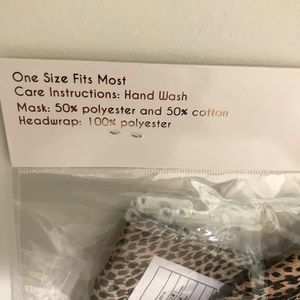 One Size Fits Most
Care Instructions: Hand Wash
Mask: 50% polyester and 50% cotton
Headwrap: 100% polyester